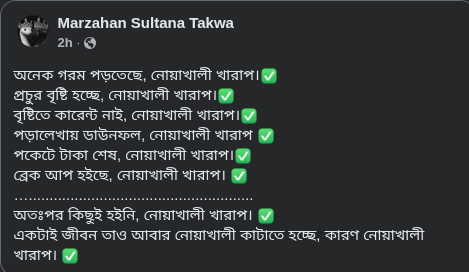 Marzahan Sultana Takwa
2h ·
অনেক গরম পড়তেছে, নোয়াখালী খারাপ।✅
প্রচুর বৃষ্টি হচ্ছে, নোয়াখালী খারাপ।✅
বৃষ্টিতে কারেন্ট নাই, নোয়াখালী খারাপ।✅
পড়ালেখায় ডাউনফল, নোয়াখালী খারাপ ✅
পকেটে টাকা শেষ, নোয়াখালী খারাপ।✅
ব্রেক আপ হইছে, নোয়াখালী খারাপ। ✅
….......................................................
অতঃপর কিছুই হইনি, নোয়াখালী খারাপ। ✅
একটাই জীবন তাও আবার নোয়াখালী কাটাতে হচ্ছে, কারণ নোয়াখালী
খারাপ। ✅